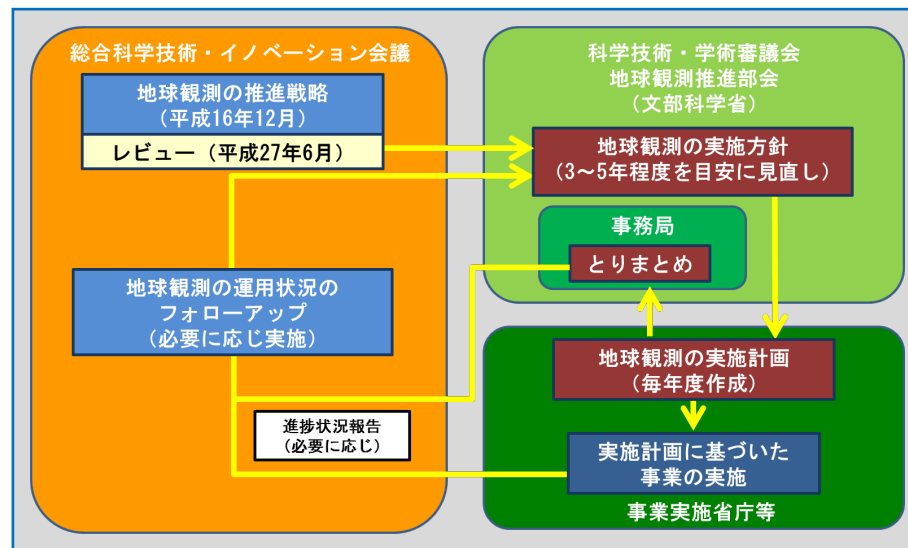 総合科学技術・イノベーション会議
地球観測の推進戦略
（平成16年12月）
レビュー（平成27年6月）
地球観測の運用状況の
フォローアップ
（必要に応じ実施）
進捗状況報告
（必要に応じ）
科学技術・学術審議会
地球観測推進部会
（文部科学省）
地球観測の実施方針
（3～5年程度を目安に見直し）
事務局
とりまとめ
地球観測の実施計画
（毎年度作成）
実施計画に基づいた
事業の実施
事業実施省庁等